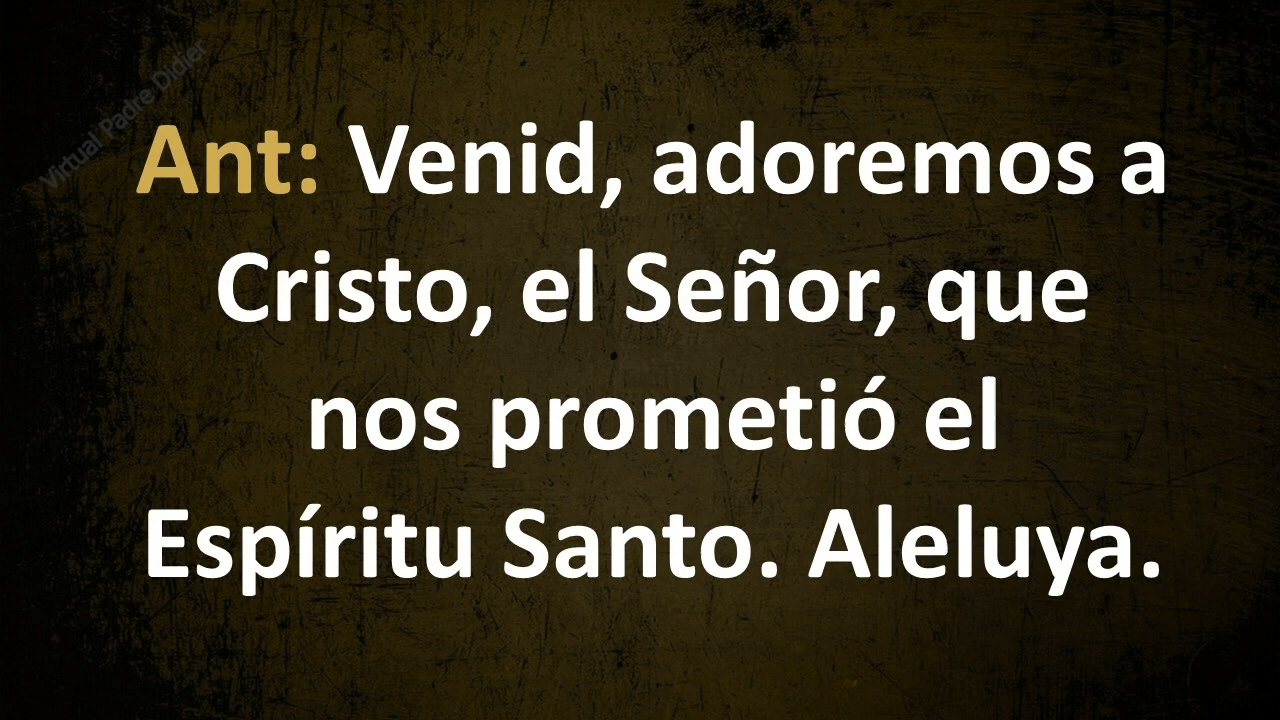 Virtual Padre Didier
Ant: Venid, adoremos a
Cristo, el Señor, que
nos prometió el
Espíritu Santo. Aleluya.